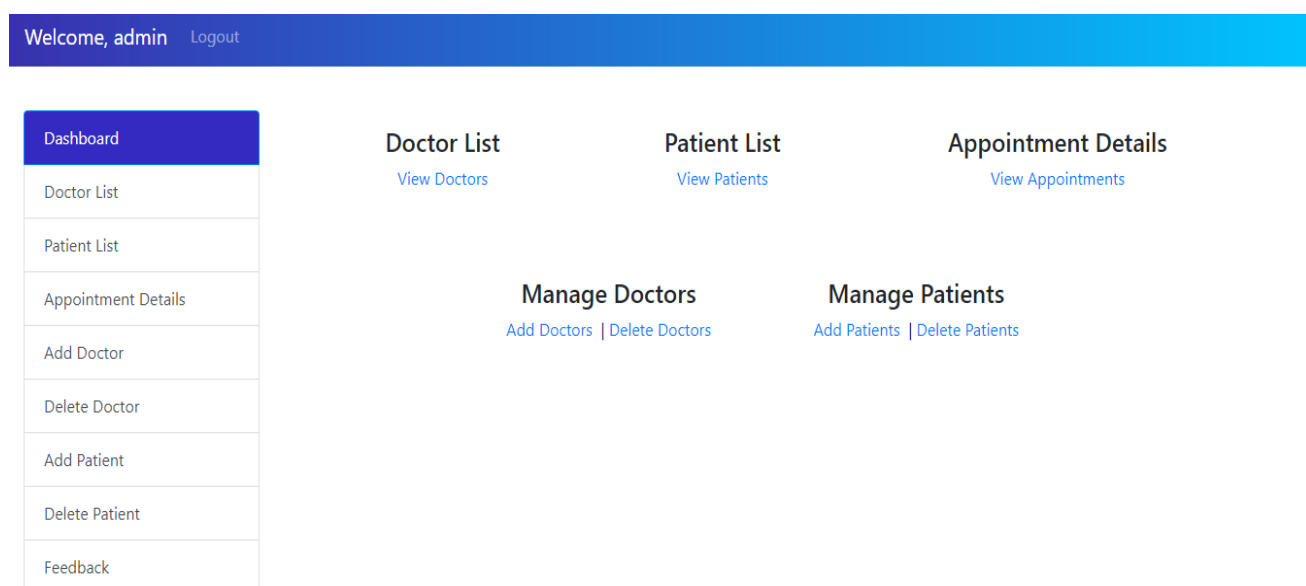 Welcome, admin Logout
Dashboard
Doctor List
Patient List
Appointment Details
Add Doctor
Delete Doctor
Add Patient
Delete Patient
Feedback
Doctor List
View Doctors
Patient List
View Patients
Appointment Details
View Appointments
Manage Doctors
Add Doctors | Delete Doctors
Manage Patients
Add Patients | Delete Patients